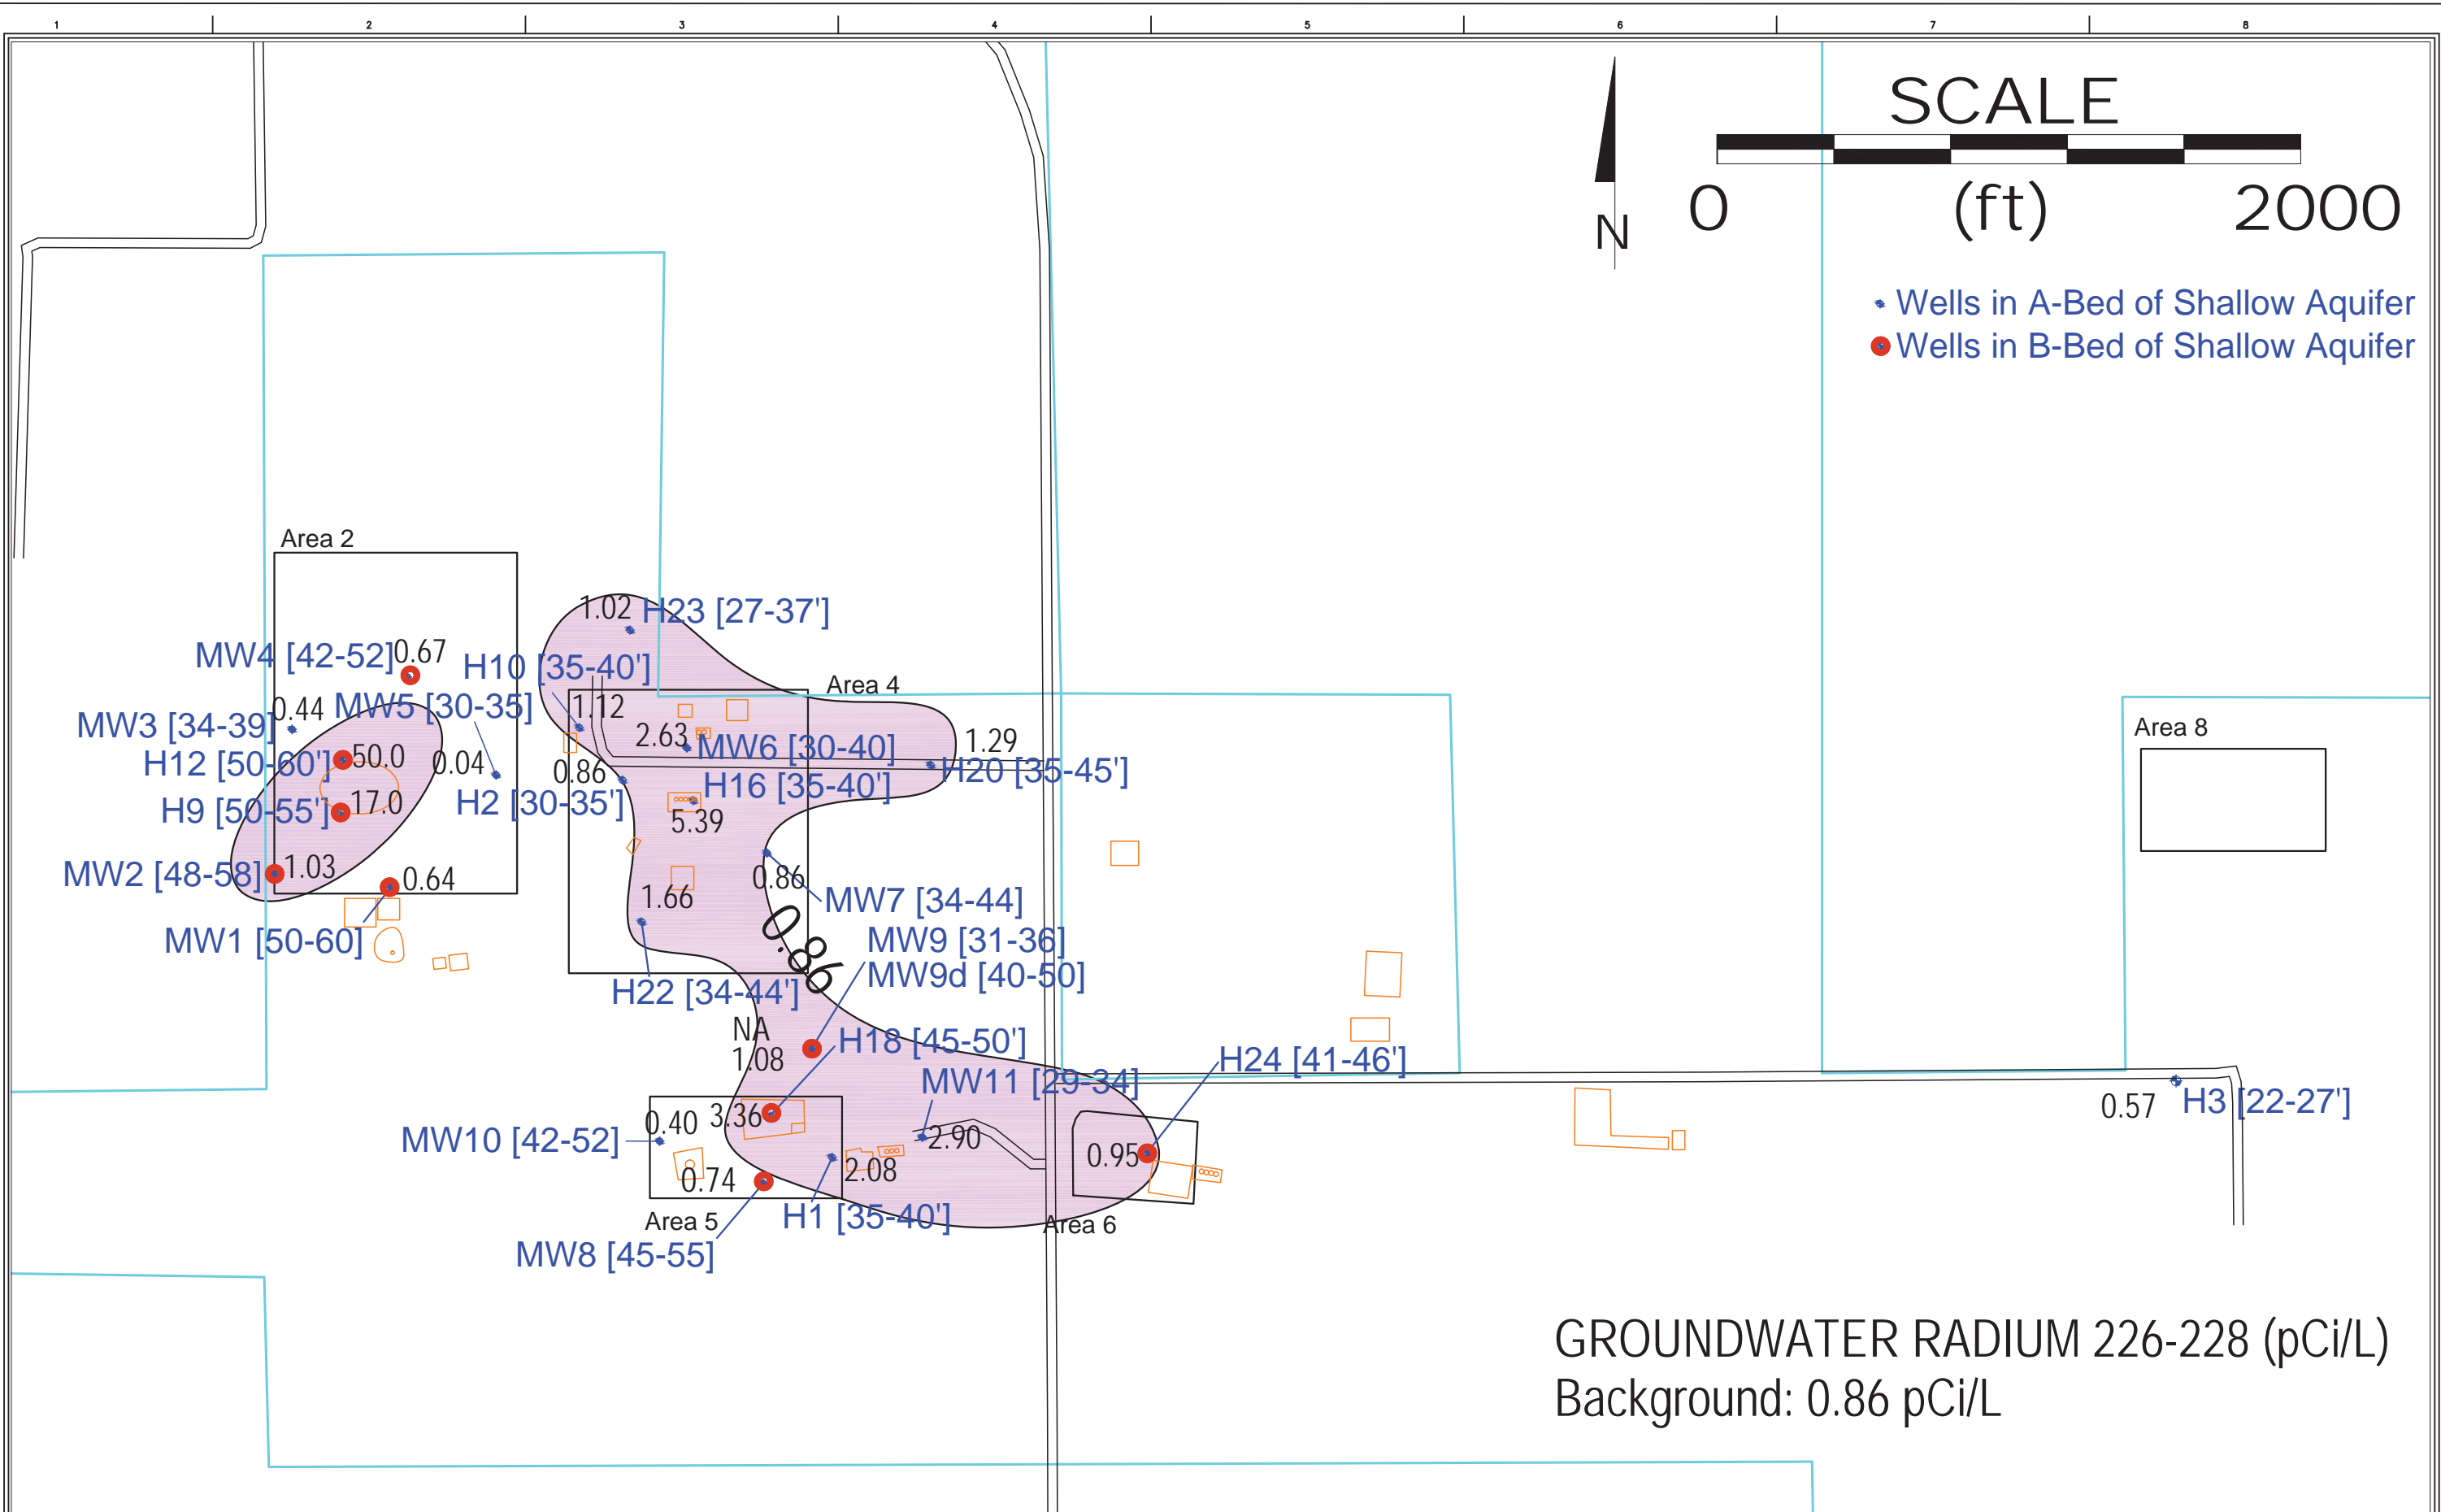 1 2 3 4 5 6 7 8
SCALE
0 (ft) 2000
N
Wells in A-Bed of Shallow Aquifer
Wells in B-Bed of Shallow Aquifer
Area 2
1.02 H23 [27-37']
MW4 [42-52] 0.67
H10 [35-40']
Area 4
0.44 MW5 [30-35] 1.12
MW3 [34-39]
2.63 MW6 [30-40] 1.29
Area 8
H12 [50-60'] 50.0 0.04 0.86
H20 [35-45']
H16 [35-40']
H9 [50-55'] 17.0 H2 [30-35']
5.39
MW2 [48-58] 1.03 0.64
0.86
1.66 MW7 [34-44]
0.86
MW1 [50-60]
MW9 [31-36]
MW9d [40-50]
H22 [34-44']
NA
1.08
H18 [45-50']
H24 [41-46']
MW11 [29-34]
0.57 H3 [22-27']
0.40 3.36
MW10 [42-52] 2.90
0.95
0.74 2.08
Area 5 H1 [35-40'] Area 6
MW8 [45-55]
GROUNDWATER RADIUM 226-228 (pCi/L)
Background: 0.86 pCi/L